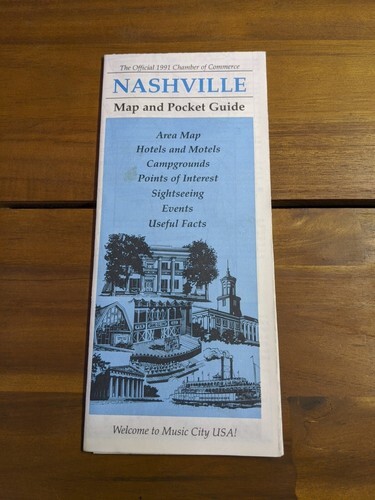 The Official 1991 Chamber of Commerce
NASHVILLE
Map and Pocket Guide
Area Map
Hotels and Motels
Campgrounds
Points of Interest
Sightseeing
Events
Useful Facts
Welcome to Music City USA!